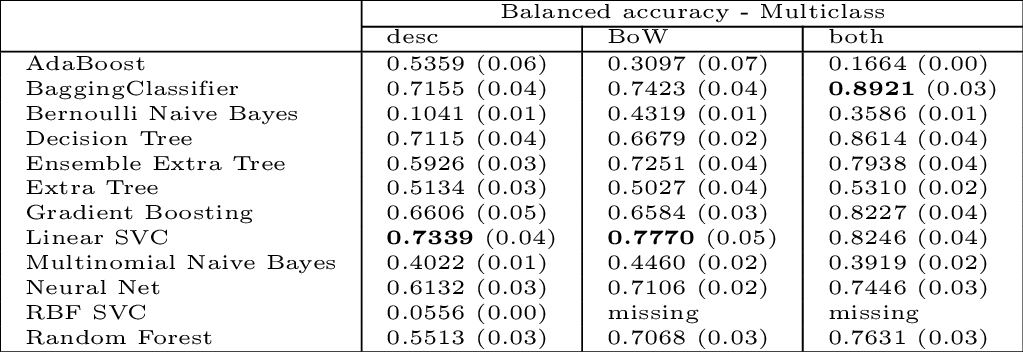 Balanced accuracy - Multiclass
desc BoW both
AdaBoost 0.5359 (0.06) 0.3097 (0.07) 0.1664 (0.00)
BaggingClassifier 0.7155 (0.04) 0.7423 (0.04) 0.8921 (0.03)
Bernoulli Naive Bayes 0.1041 (0.01) 0.4319 (0.01) 0.3586 (0.01)
Decision Tree 0.7115 (0.04) 0.6679 (0.02) 0.8614 (0.04)
Ensemble Extra Tree 0.5926 (0.03) 0.7251 (0.04) 0.7938 (0.04)
Extra Tree 0.5134 (0.03) 0.5027 (0.04) 0.5310 (0.02)
Gradient Boosting 0.6606 (0.05) 0.6584 (0.03) 0.8227 (0.04)
Linear SVC 0.7339 (0.04) 0.7770 (0.05) 0.8246 (0.04)
Multinomial Naive Bayes 0.4022 (0.01) 0.4460 (0.02) 0.3919 (0.02)
Neural Net 0.6132 (0.03) 0.7106 (0.02) 0.7446 (0.03)
RBF SVC 0.0556 (0.00) missing missing
Random Forest 0.5513 (0.03) 0.7068 (0.03) 0.7631 (0.03)